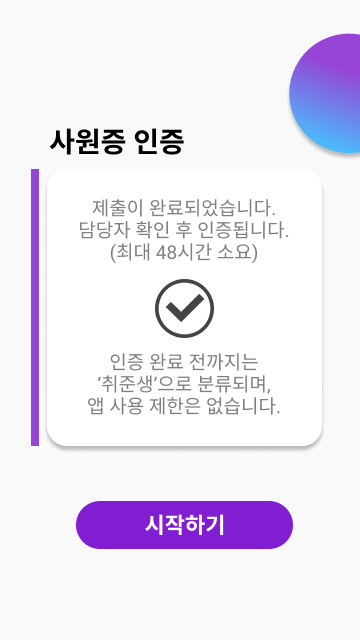 사원증 인증
제출이 완료되었습니다.
담당자 확인 후 인증됩니다.
(최대 48시간 소요)
인증 완료 전까지는
‘취준생’으로 분류되며,
앱 사용 제한은 없습니다.
시작하기